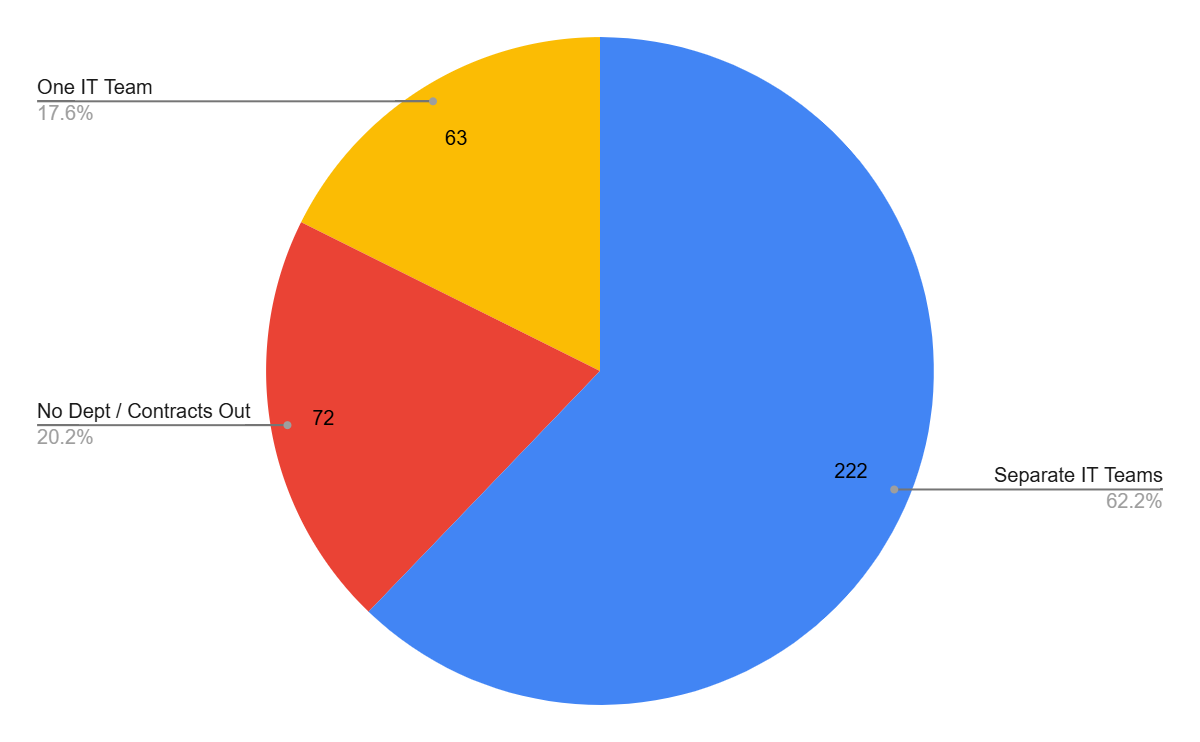 One IT Team
17.6%
63
No Dept / Contracts Out
20.2%
72
222
Separate IT Teams
62.2%